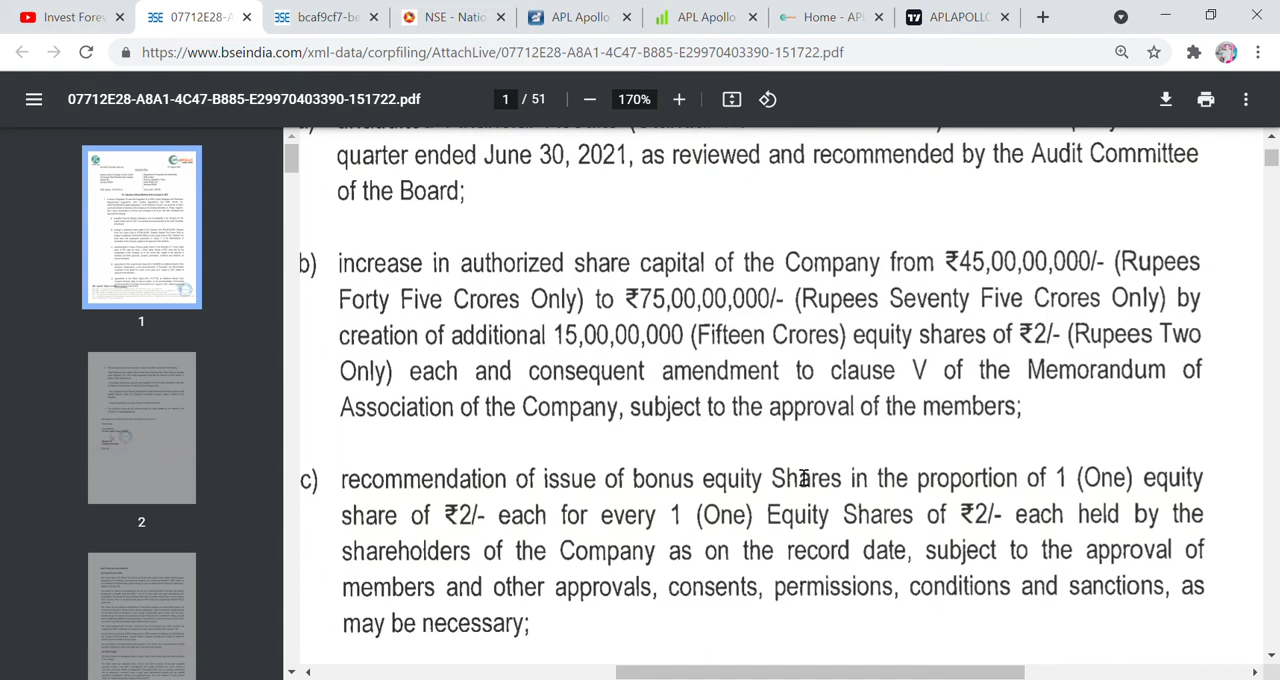 Invest Fore
07712E28-A
bcaf9cf7-be
NSE - Natio
APL Apollo
APL Apollo
Home - APL
APLAPOLLO
https://www.bseindia.com/xml-data/corpfiling/AttachLive/07712E28-A8A1-4C47-B885-E29970403390-151722.pdf
07712E28-A8A1-4C47-B885-E29970403390-151722.pdf
1 / 51
170%
quarter ended June 30, 2021, as reviewed and recommended by the Audit Committee
of the Board;
b) increase in authorized share capital of the Company from ₹45,00,00,000/- (Rupees
Forty Five Crores Only) to ₹75,00,00,000/- (Rupees Seventy Five Crores Only) by
creation of additional 15,00,00,000 (Fifteen Crores) equity shares of ₹2/- (Rupees Two
Only) each and consequent amendment to clause V of the Memorandum of
Association of the Company, subject to the approval of the members;
c) recommendation of issue of bonus equity Shares in the proportion of 1 (One) equity
share of ₹2/- each for every 1 (One) Equity Shares of ₹2/- each held by the
shareholders of the Company as on the record date, subject to the approval of
members and other approvals, consents, permissions, conditions and sanctions, as
may be necessary;
1
2